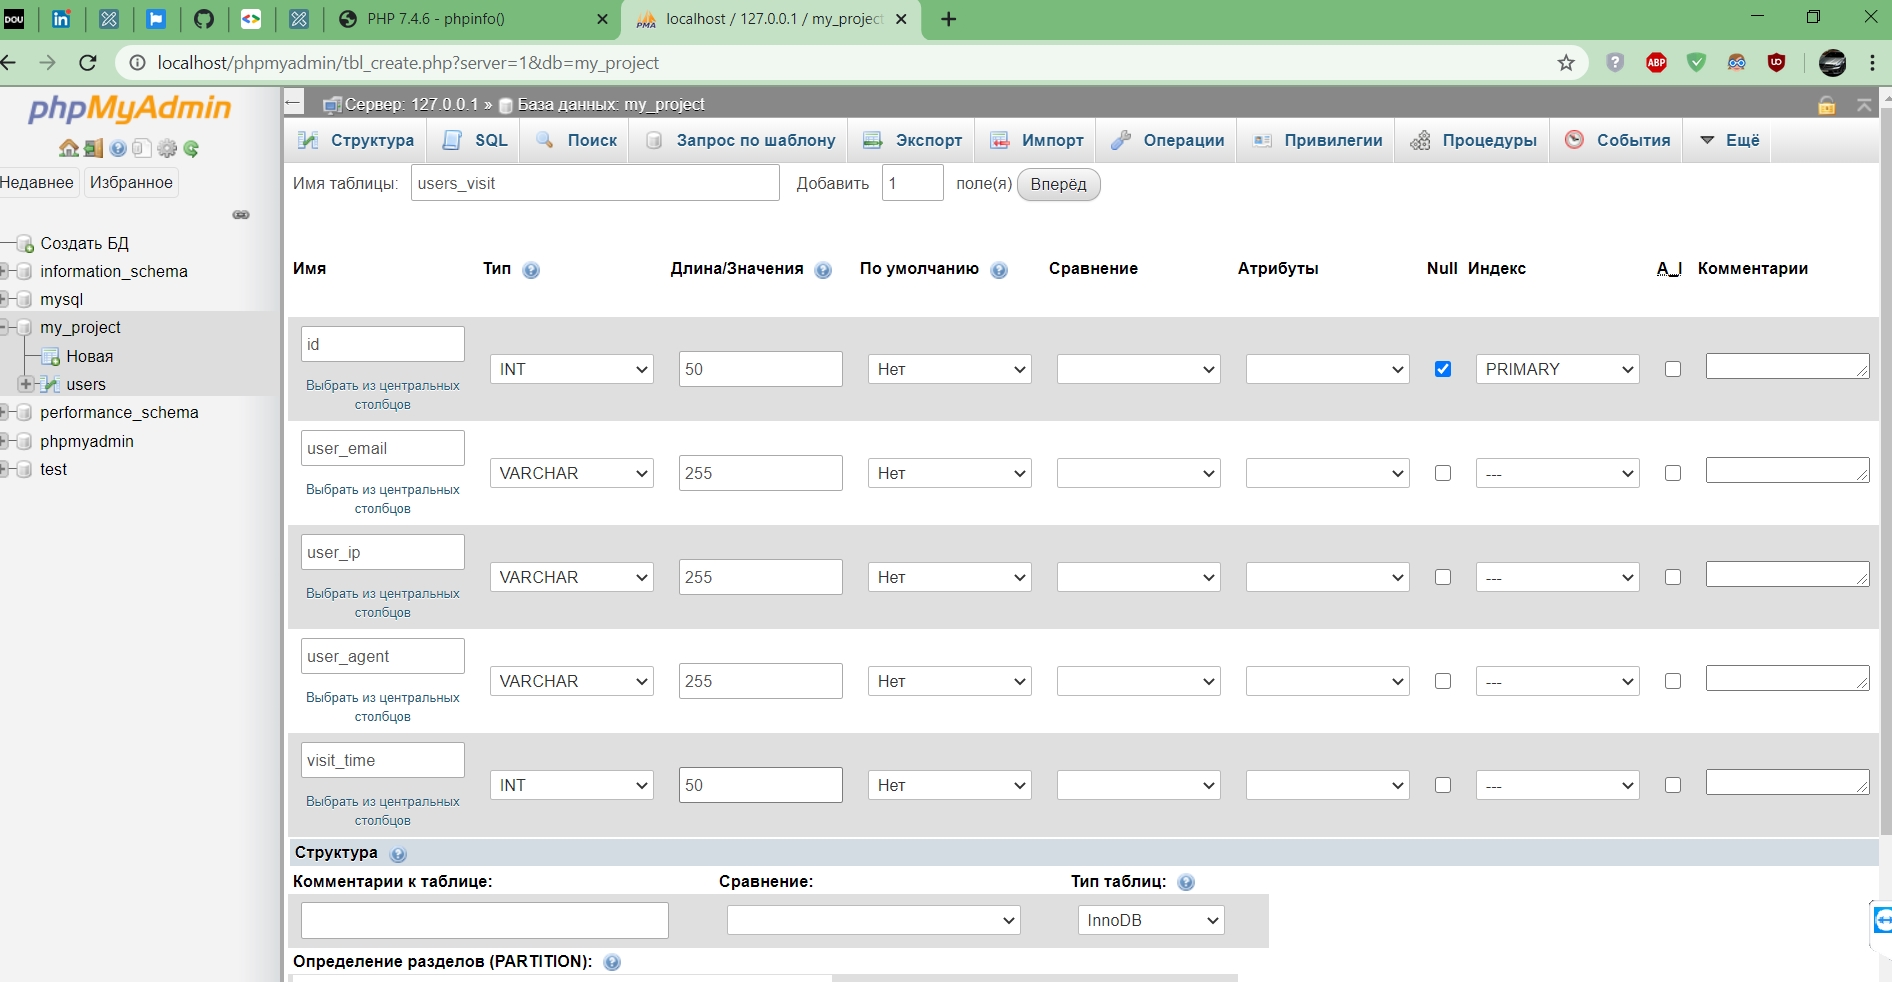 DOU
PHP 7.4.6 - phpinfo()
localhost / 127.0.0.1 / my_project
localhost/phpmyadmin/tbl_create.php?server=1&db=my_project
ABP
phpMyAdmin
Недавнее Избранное
Создать БД
information_schema
mysql
my_project
Новая
users
performance_schema
phpmyadmin
test
Сервер: 127.0.0.1 » База данных: my_project
Структура SQL Поиск Запрос по шаблону Экспорт Импорт Операции Привилегии Процедуры События Ещё
Имя таблицы: users_visit Добавить 1 поле(я) Вперёд
Имя Тип Длина/Значения По умолчанию Сравнение Атрибуты Null Индекс A_I Комментарии
id
INT 50 Нет PRIMARY
Выбрать из центральных
столбцов
user_email
VARCHAR 255 Нет ---
Выбрать из центральных
столбцов
user_ip
VARCHAR 255 Нет ---
Выбрать из центральных
столбцов
user_agent
VARCHAR 255 Нет ---
Выбрать из центральных
столбцов
visit_time
INT 50 Нет ---
Выбрать из центральных
столбцов
Структура
Комментарии к таблице: Сравнение: Тип таблиц:
InnoDB
Определение разделов (PARTITION):